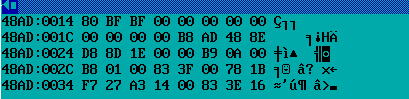 48AD:0014 80 BF BF 00 00 00 00 00 Ç┐┐
48AD:001C 00 00 00 00 B8 AD 48 8E     ╕¡HÄ
48AD:0024 D8 8D 1E 00 00 B9 0A 00 ╪ì▲  ╣◙
48AD:002C B8 01 00 83 3F 00 78 1B ╕☺ â? x←
48AD:0034 F7 27 A3 14 00 83 3E 16 ≈'ú¶ â>▬